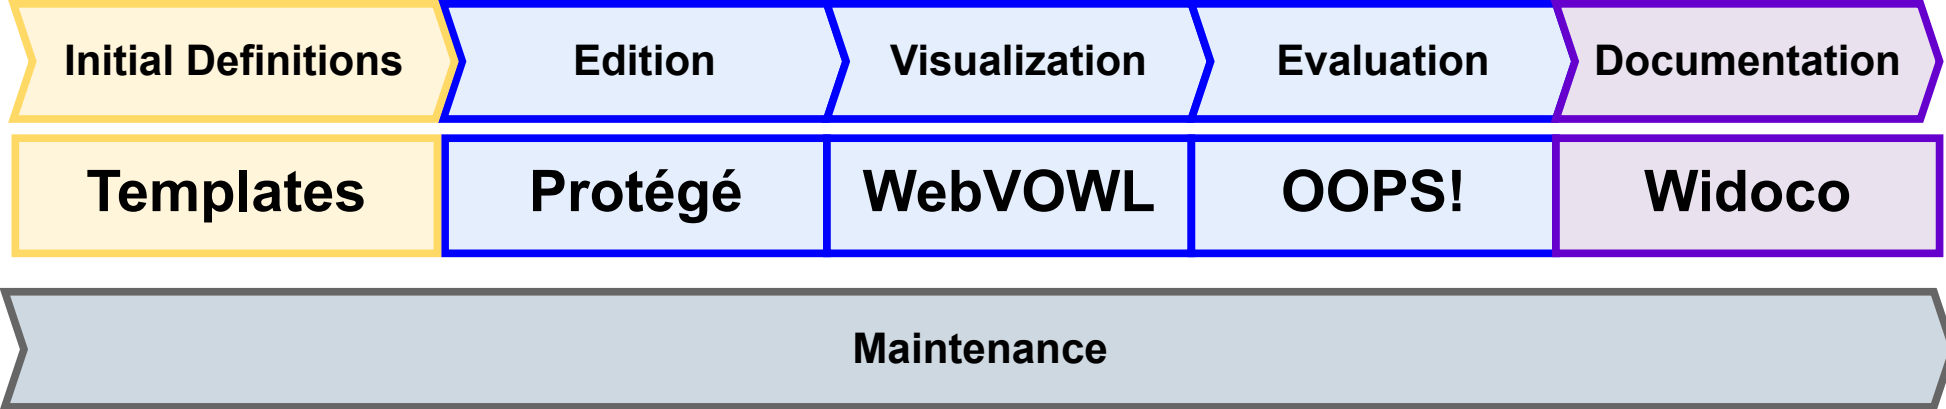 Initial Definitions Edition Visualization Evaluation Documentation
Templates Protégé WebVOWL OOPS! Widoco
Maintenance